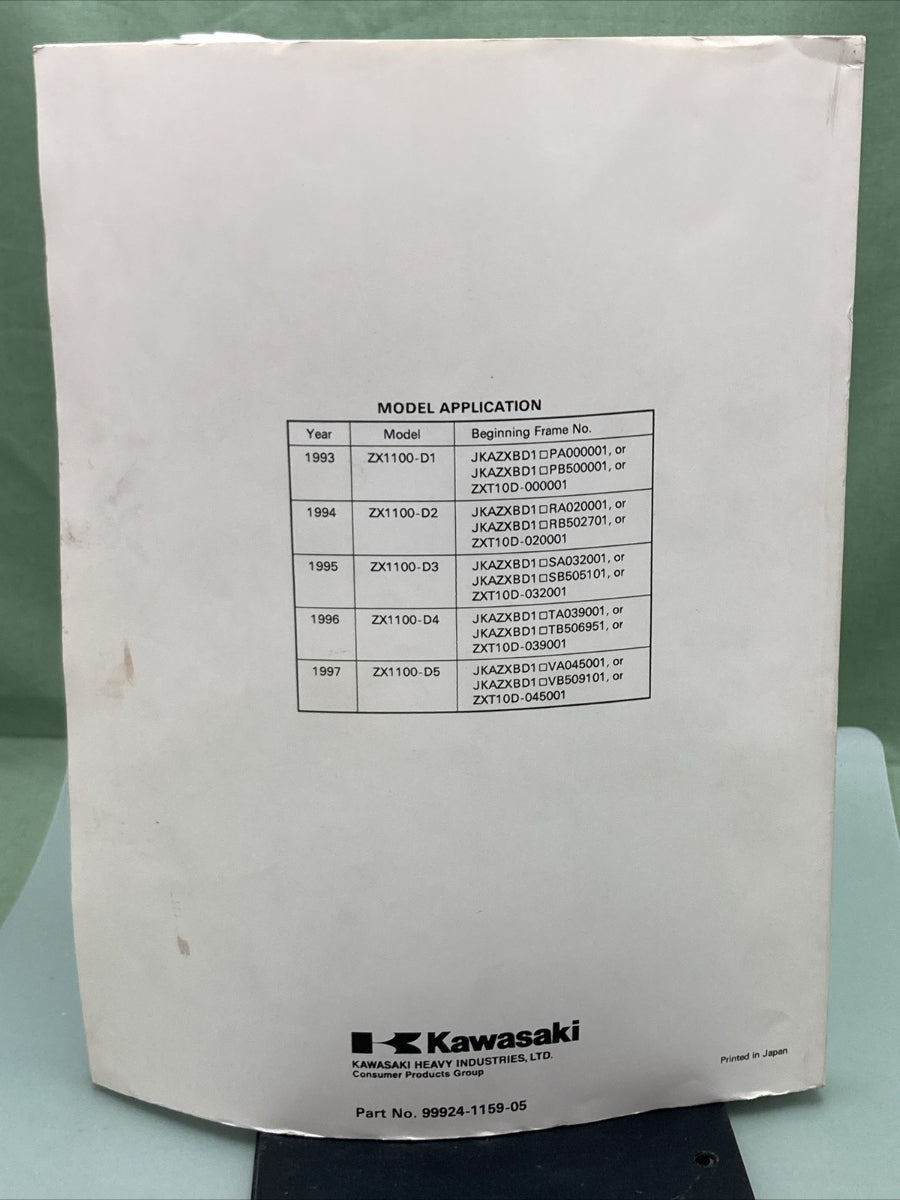 MODEL APPLICATION
Year Model Beginning Frame No.
1993 ZX1100-D1 JKAZXBD1□PA000001, or
JKAZXBD1□PB500001, or
ZXT10D-000001
1994 ZX1100-D2 JKAZXBD1□RA020001, or
JKAZXBD1□RB502701, or
ZXT10D-020001
1995 ZX1100-D3 JKAZXBD1□SA032001, or
JKAZXBD1□SB505101, or
ZXT10D-032001
1996 ZX1100-D4 JKAZXBD1□TA039001, or
JKAZXBD1□TB506951, or
ZXT10D-039001
1997 ZX1100-D5 JKAZXBD1□VA045001, or
JKAZXBD1□VB509101, or
ZXT10D-045001
Kawasaki
KAWASAKI HEAVY INDUSTRIES, LTD.
Consumer Products Group
Printed in Japan
Part No. 99924-1159-05